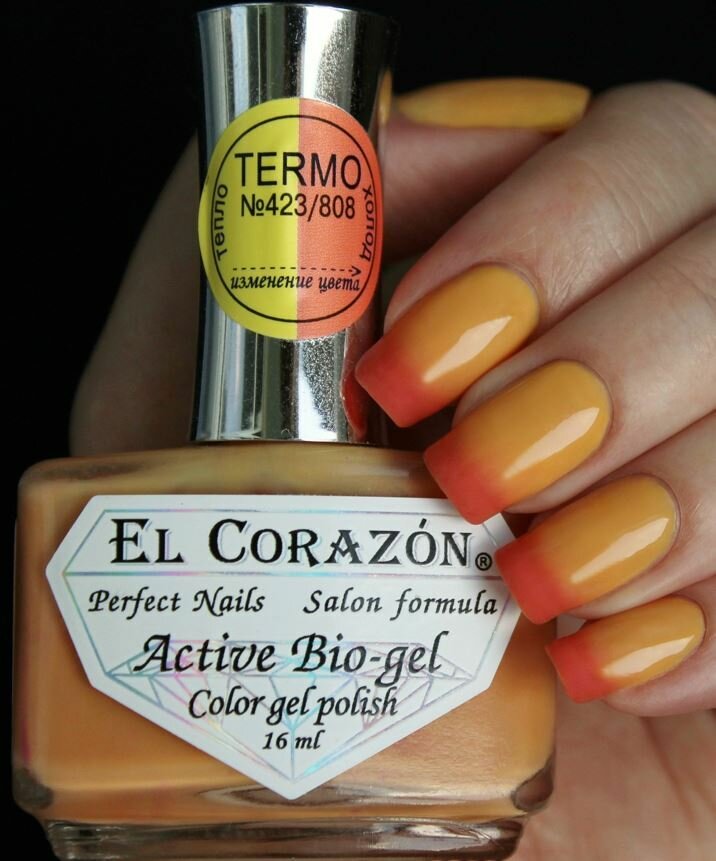 TERMO
№423/808
тепло
холод
изменение цвета
EL CORAZÓN®
Perfect Nails Salon formula
Active Bio-gel
Color gel polish
16 ml